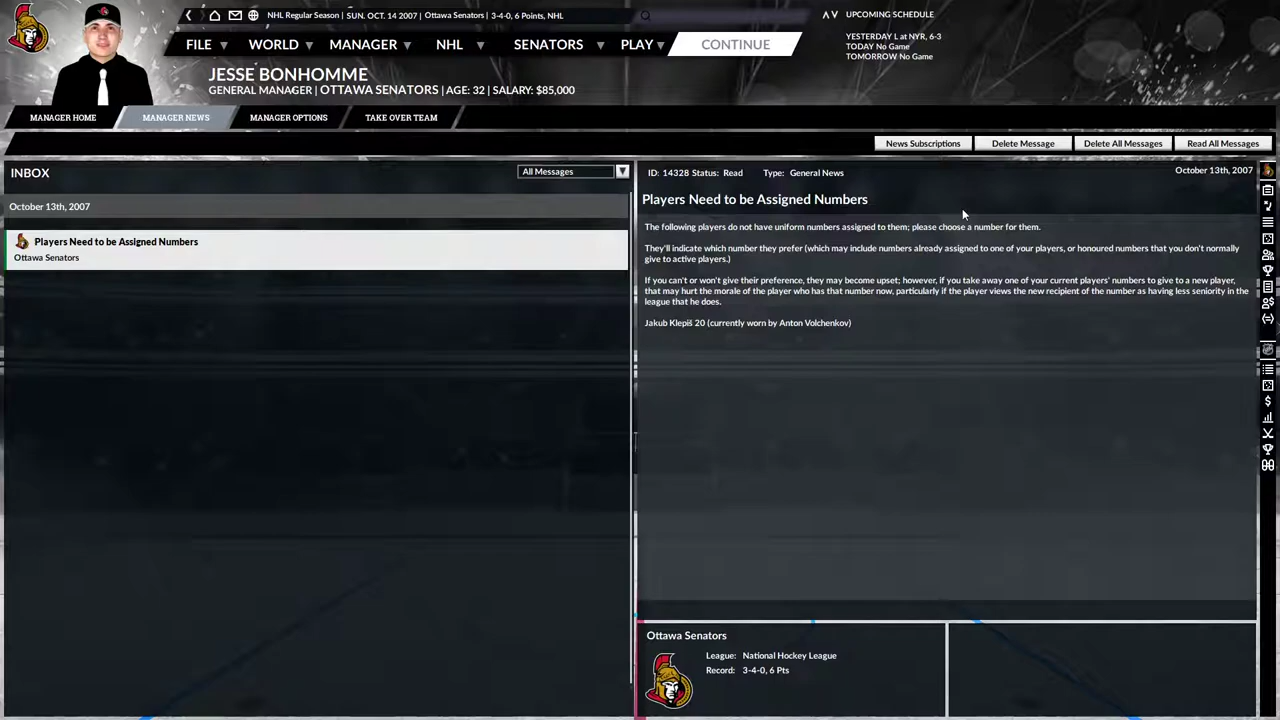 NHL Regular Season | SUN. OCT. 14 2007 | Ottawa Senators | 3-4-0, 6 Points, NHL
FILE WORLD MANAGER NHL SENATORS PLAY CONTINUE
UPCOMING SCHEDULE
YESTERDAY L at NYR, 6-3
TODAY No Game
TOMORROW No Game
JESSE BONHOMME
GENERAL MANAGER | OTTAWA SENATORS | AGE: 32 | SALARY: $85,000
MANAGER HOME MANAGER NEWS MANAGER OPTIONS TAKE OVER TEAM
News Subscriptions Delete Message Delete All Messages Read All Messages
INBOX
All Messages
October 13th, 2007
Players Need to be Assigned Numbers
Ottawa Senators
ID: 14328 Status: Read Type: General News
October 13th, 2007
Players Need to be Assigned Numbers
The following players do not have uniform numbers assigned to them; please choose a number for them.
They'll indicate which number they prefer (which may include numbers already assigned to one of your players, or honoured numbers that you don't normally
give to active players.)
If you can't or won't give their preference, they may become upset; however, if you take away one of your current players' numbers to give to a new player,
that may hurt the morale of the player who has that number now, particularly if the player views the new recipient of the number as having less seniority in the
league that he does.
Jakub Klepiš 20 (currently worn by Anton Volchenkov)
Ottawa Senators
League: National Hockey League
Record: 3-4-0, 6 Pts